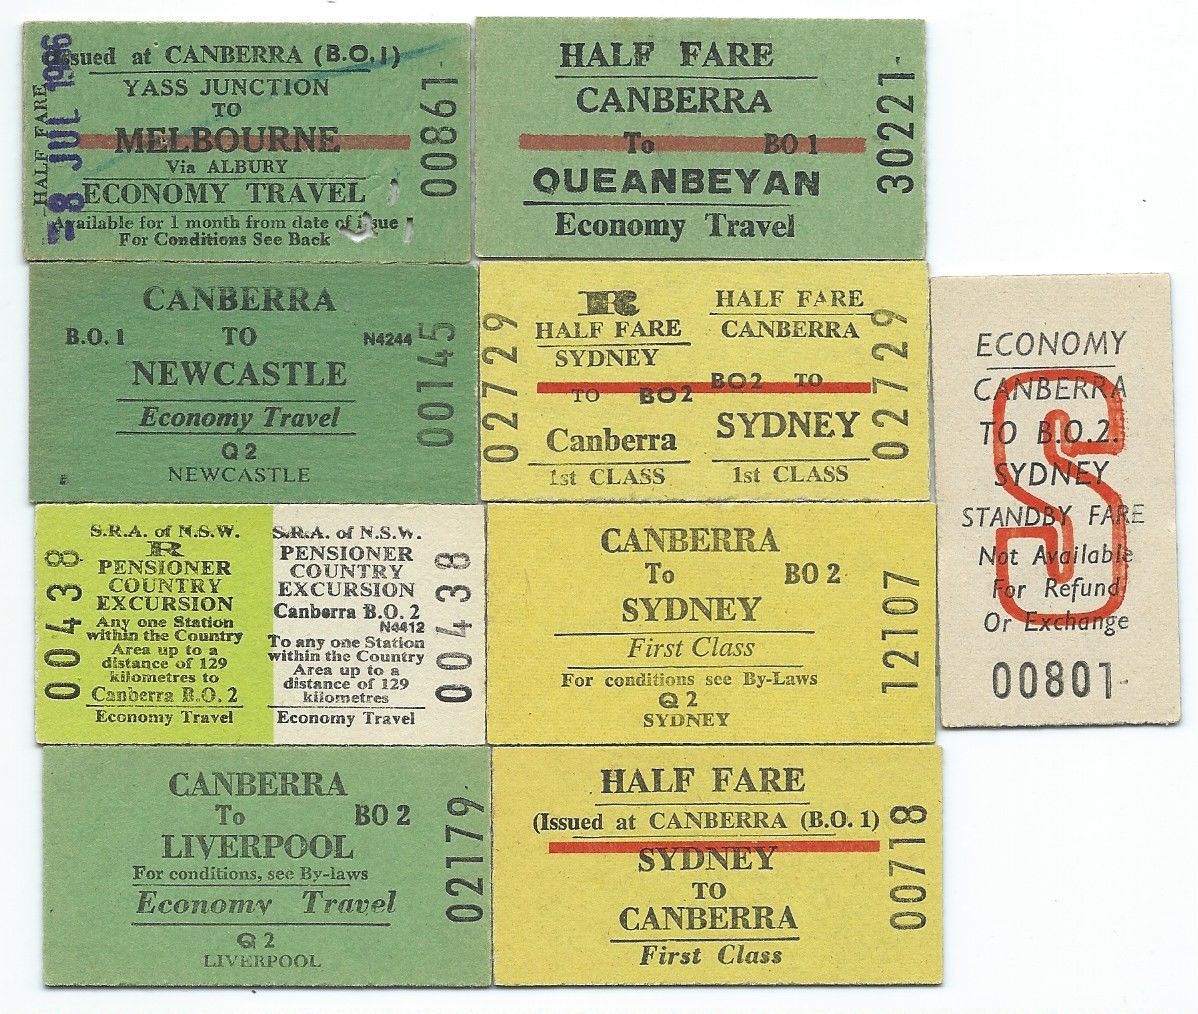 Issued at CANBERRA (B.O.1)
YASS JUNCTION
TO
MELBOURNE
Via ALBURY
ECONOMY TRAVEL
Available for 1 month from date of issue
For Conditions See Back
HALF FARE
-8 JUL 1986
00861
HALF FARE
CANBERRA
To BO 1
QUEANBEYAN
Economy Travel
30221
CANBERRA
B.O. 1 TO N4244
NEWCASTLE
Economy Travel
Q 2
NEWCASTLE
00145
02729
R
HALF FARE
SYDNEY
TO BO2
Canberra
1st CLASS
HALF FARE
CANBERRA
BO2 TO
SYDNEY
1st CLASS
02729
ECONOMY
CANBERRA
TO B.O.2.
SYDNEY
STANDBY FARE
Not Available
For Refund
Or Exchange
S
00801
00438
S.R.A. of N.S.W.
R
PENSIONER
COUNTRY
EXCURSION
Any one Station
within the Country
Area up to a
distance of 129
kilometres to
Canberra B.O. 2
Economy Travel
S.R.A. of N.S.W.
PENSIONER
COUNTRY
EXCURSION
Canberra B.O. 2
N4412
To any one Station
within the Country
Area up to a
distance of 129
kilometres
Economy Travel
00438
CANBERRA
To BO 2
SYDNEY
First Class
For conditions see By-Laws
Q 2
SYDNEY
12107
CANBERRA
To BO 2
LIVERPOOL
For conditions, see By-laws
Economy Travel
Q 2
LIVERPOOL
02179
HALF FARE
(Issued at CANBERRA (B.O. 1)
SYDNEY
TO
CANBERRA
First Class
00718